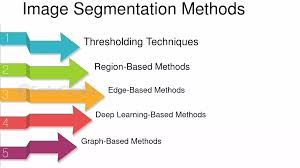 Image Segmentation Methods
1
Thresholding Techniques
2
Region-Based Methods
3
Edge-Based Methods
4
Deep Learning-Based Methods
5
Graph-Based Methods